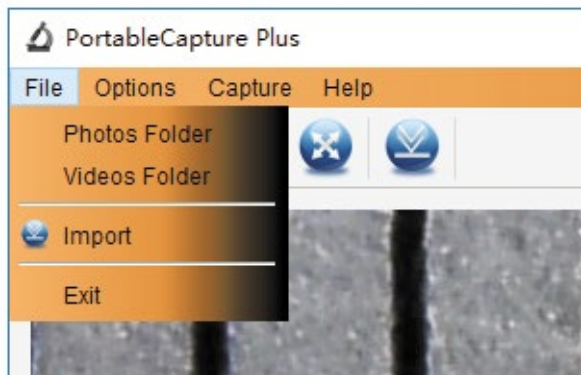 PortableCapture Plus
File Options Capture Help
Photos Folder
Videos Folder
Import
Exit